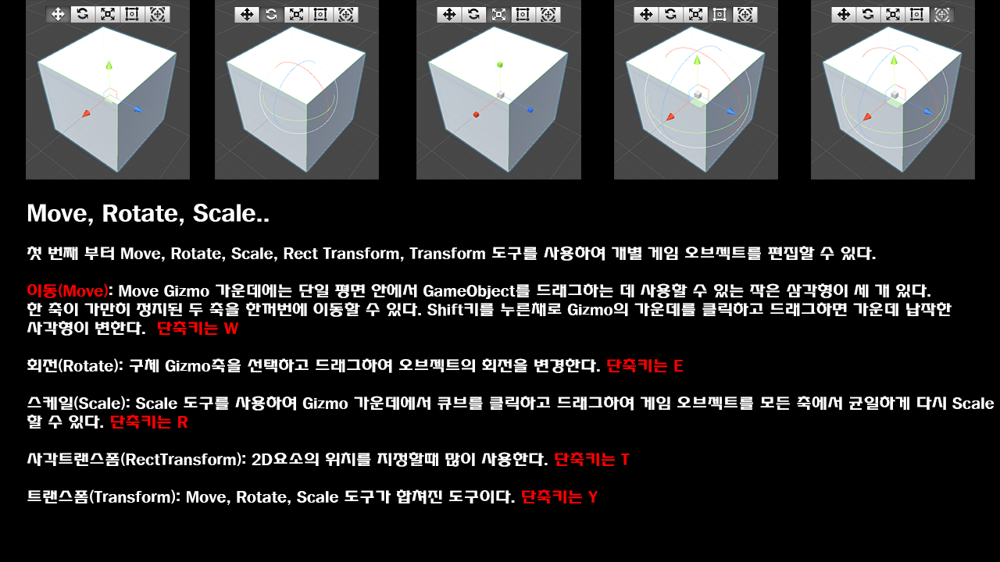 Move, Rotate, Scale..
첫 번째 부터 Move, Rotate, Scale, Rect Transform, Transform 도구를 사용하여 개별 게임 오브젝트를 편집할 수 있다.
이동(Move): Move Gizmo 가운데에는 단일 평면 안에서 GameObject를 드래그하는 데 사용할 수 있는 작은 삼각형이 세 개 있다.
한 축이 가만히 정지된 두 축을 한꺼번에 이동할 수 있다. Shift키를 누른채로 Gizmo의 가운데를 클릭하고 드래그하면 가운데 납작한
사각형이 변한다. 단축키는 W
회전(Rotate): 구체 Gizmo축을 선택하고 드래그하여 오브젝트의 회전을 변경한다. 단축키는 E
스케일(Scale): Scale 도구를 사용하여 Gizmo 가운데에서 큐브를 클릭하고 드래그하여 게임 오브젝트를 모든 축에서 균일하게 다시 Scale
할 수 있다. 단축키는 R
사각트랜스폼(RectTransform): 2D요소의 위치를 지정할때 많이 사용한다. 단축키는 T
트랜스폼(Transform): Move, Rotate, Scale 도구가 합쳐진 도구이다. 단축키는 Y